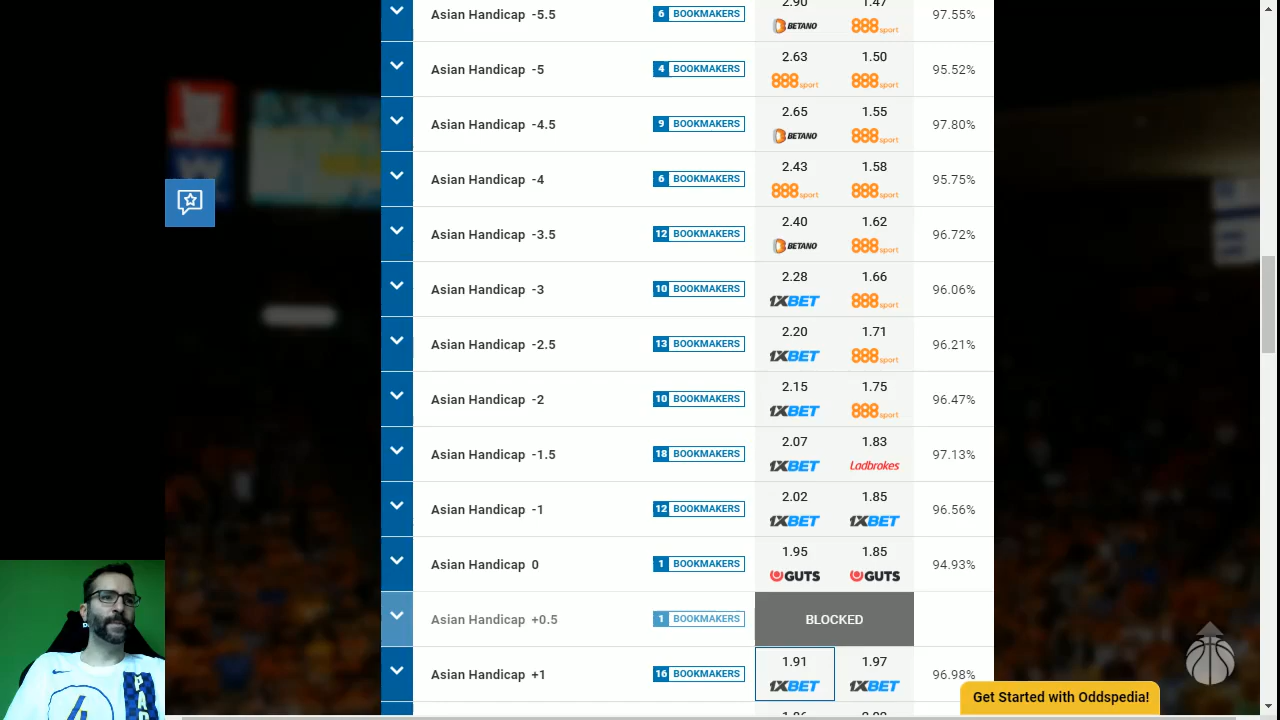 Asian Handicap -5.5 6 BOOKMAKERS 2.90 1.47 97.55%
BETANO 888sport
Asian Handicap -5 4 BOOKMAKERS 2.63 1.50 95.52%
888sport 888sport
Asian Handicap -4.5 9 BOOKMAKERS 2.65 1.55 97.80%
BETANO 888sport
Asian Handicap -4 6 BOOKMAKERS 2.43 1.58 95.75%
888sport 888sport
Asian Handicap -3.5 12 BOOKMAKERS 2.40 1.62 96.72%
BETANO 888sport
Asian Handicap -3 10 BOOKMAKERS 2.28 1.66 96.06%
1XBET 888sport
Asian Handicap -2.5 13 BOOKMAKERS 2.20 1.71 96.21%
1XBET 888sport
Asian Handicap -2 10 BOOKMAKERS 2.15 1.75 96.47%
1XBET 888sport
Asian Handicap -1.5 18 BOOKMAKERS 2.07 1.83 97.13%
1XBET Ladbrokes
Asian Handicap -1 12 BOOKMAKERS 2.02 1.85 96.56%
1XBET 1XBET
Asian Handicap 0 1 BOOKMAKERS 1.95 1.85 94.93%
GUTS GUTS
Asian Handicap +0.5 1 BOOKMAKERS BLOCKED
Asian Handicap +1 16 BOOKMAKERS 1.91 1.97 96.98%
1XBET 1XBET
Get Started with Oddspedia!